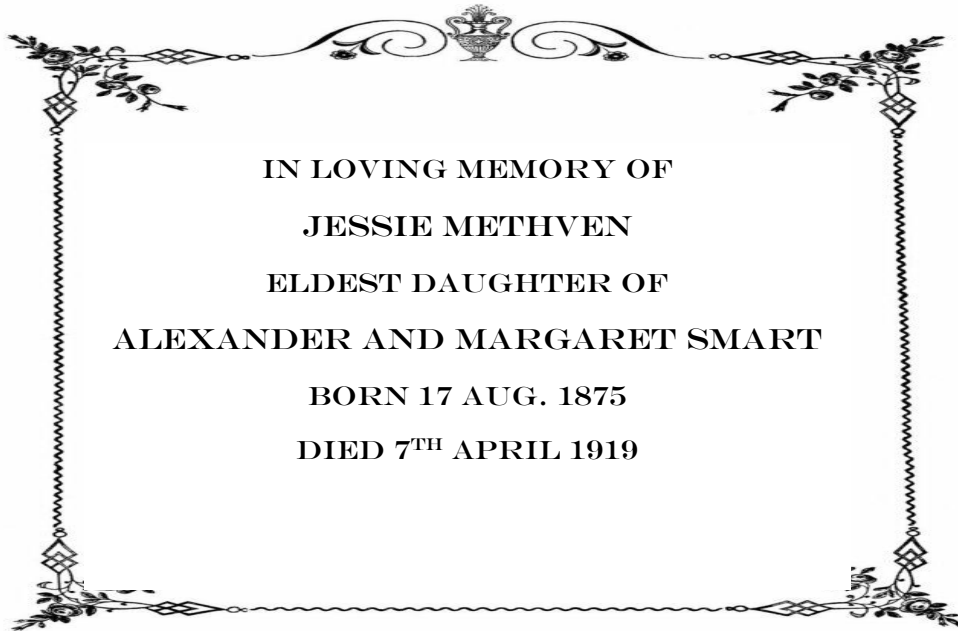 IN LOVING MEMORY OF
JESSIE METHVEN
ELDEST DAUGHTER OF
ALEXANDER AND MARGARET SMART
BORN 17 AUG. 1875
DIED 7TH APRIL 1919